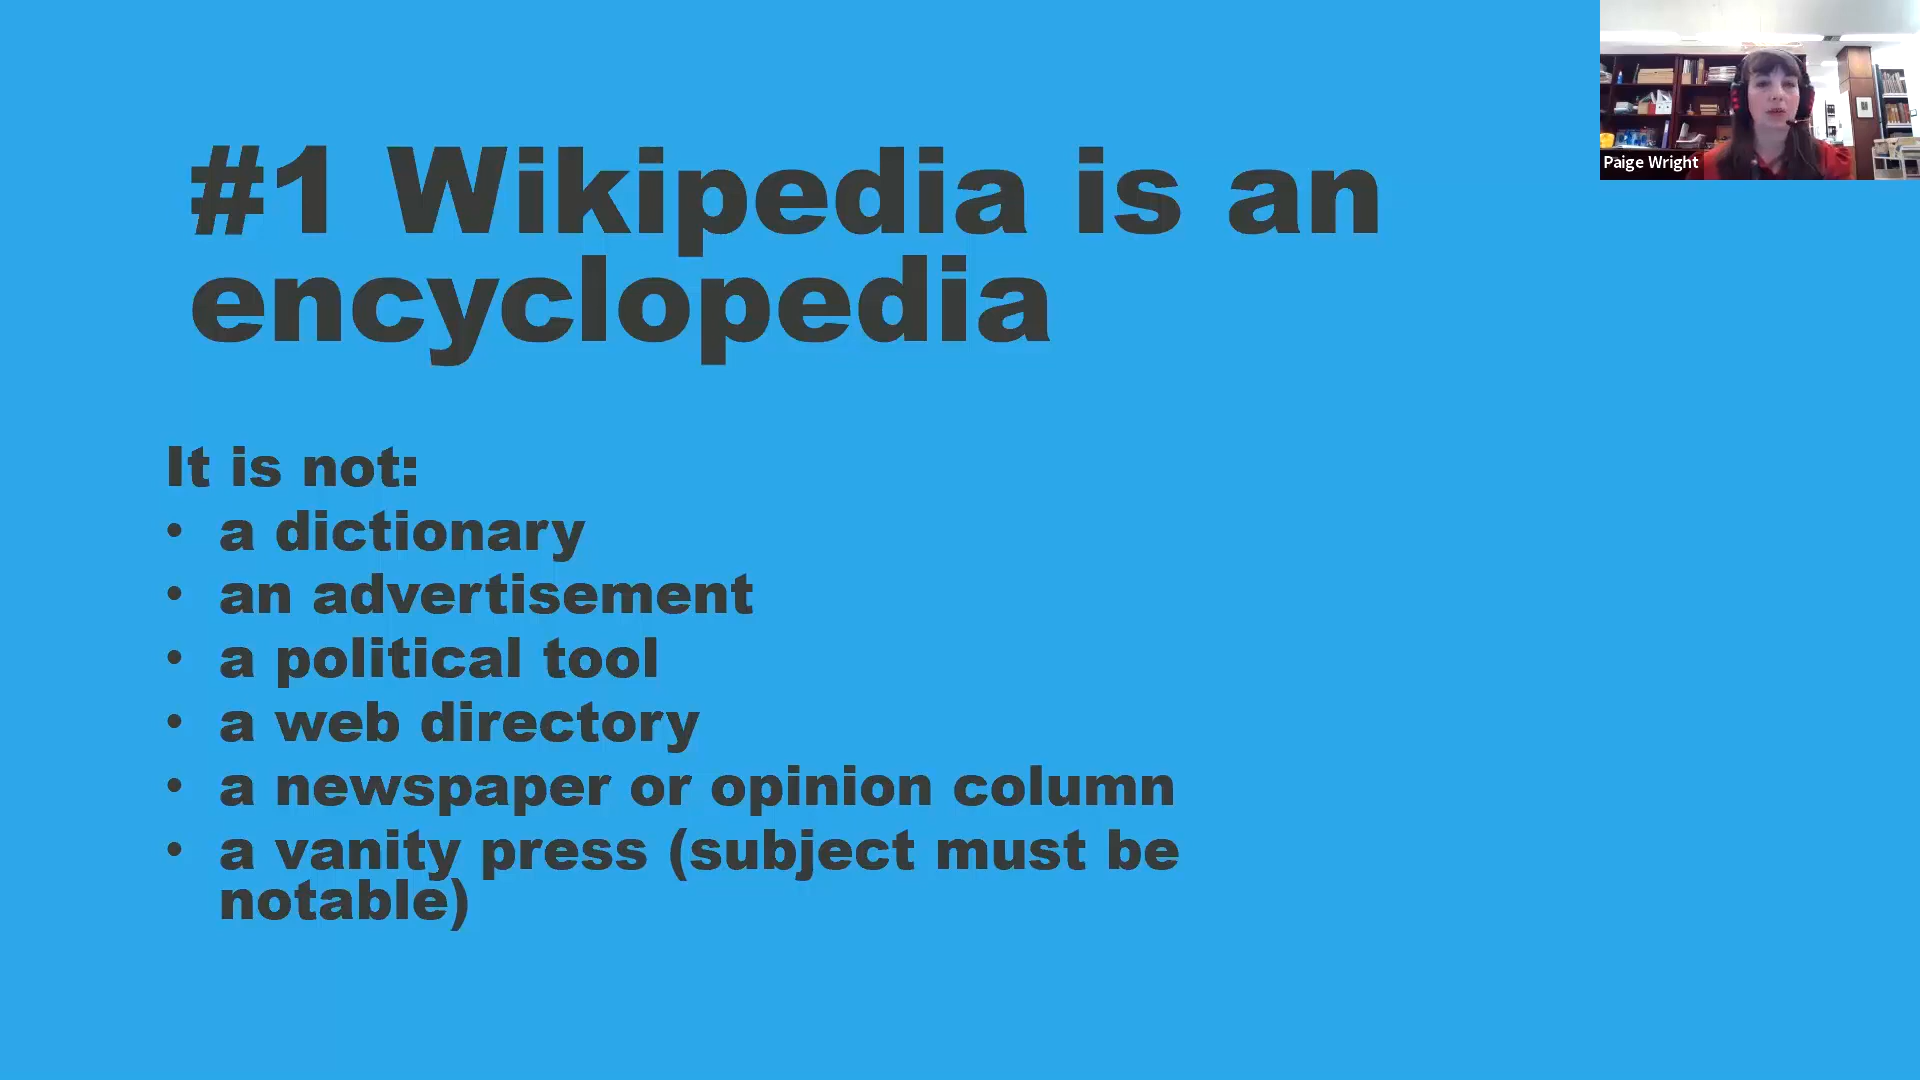 #1 Wikipedia is an
encyclopedia
It is not:
• a dictionary
• an advertisement
• a political tool
• a web directory
• a newspaper or opinion column
• a vanity press (subject must be
notable)
Paige Wright